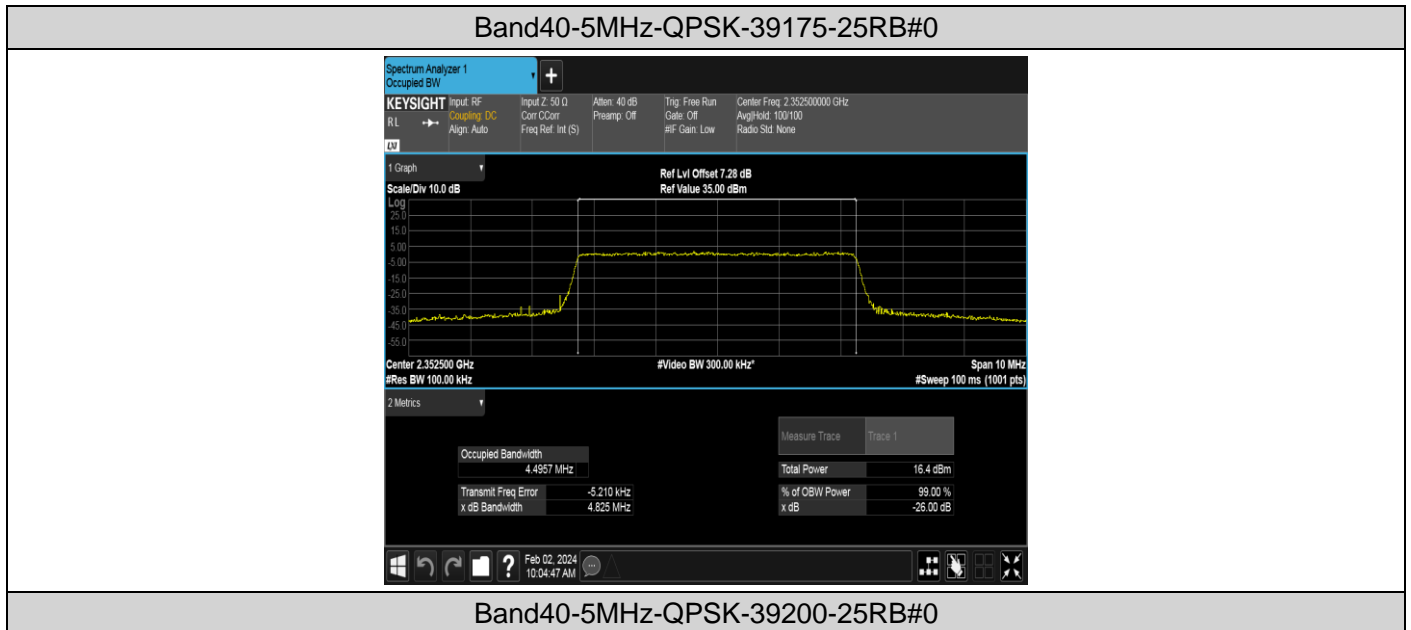 Band40-5MHz-QPSK-39175-25RB#0
Spectrum Analyzer 1
Occupied BW
+
KEYSIGHT Input: RF Input Z: 50 Ω Atten: 40 dB Trig: Free Run Center Freq: 2.352500000 GHz
RL Coupling: DC Corr CCorr Preamp: Off Gate: Off Avg|Hold: 100/100
Align: Auto Freq Ref: Int (S) #IF Gain: Low Radio Std: None
LXI
1 Graph Ref Lvl Offset 7.28 dB
Scale/Div 10.0 dB Ref Value 35.00 dBm
Log
25.0
15.0
5.00
-5.00
-15.0
-25.0
-35.0
-45.0
-55.0
Center 2.352500 GHz #Video BW 300.00 kHz* Span 10 MHz
#Res BW 100.00 kHz #Sweep 100 ms (1001 pts)
2 Metrics
Measure Trace Trace 1
Occupied Bandwidth
4.4957 MHz Total Power 16.4 dBm
Transmit Freq Error -5.210 kHz % of OBW Power 99.00 %
x dB Bandwidth 4.825 MHz x dB -26.00 dB
? Feb 02, 2024
10:04:47 AM
Band40-5MHz-QPSK-39200-25RB#0